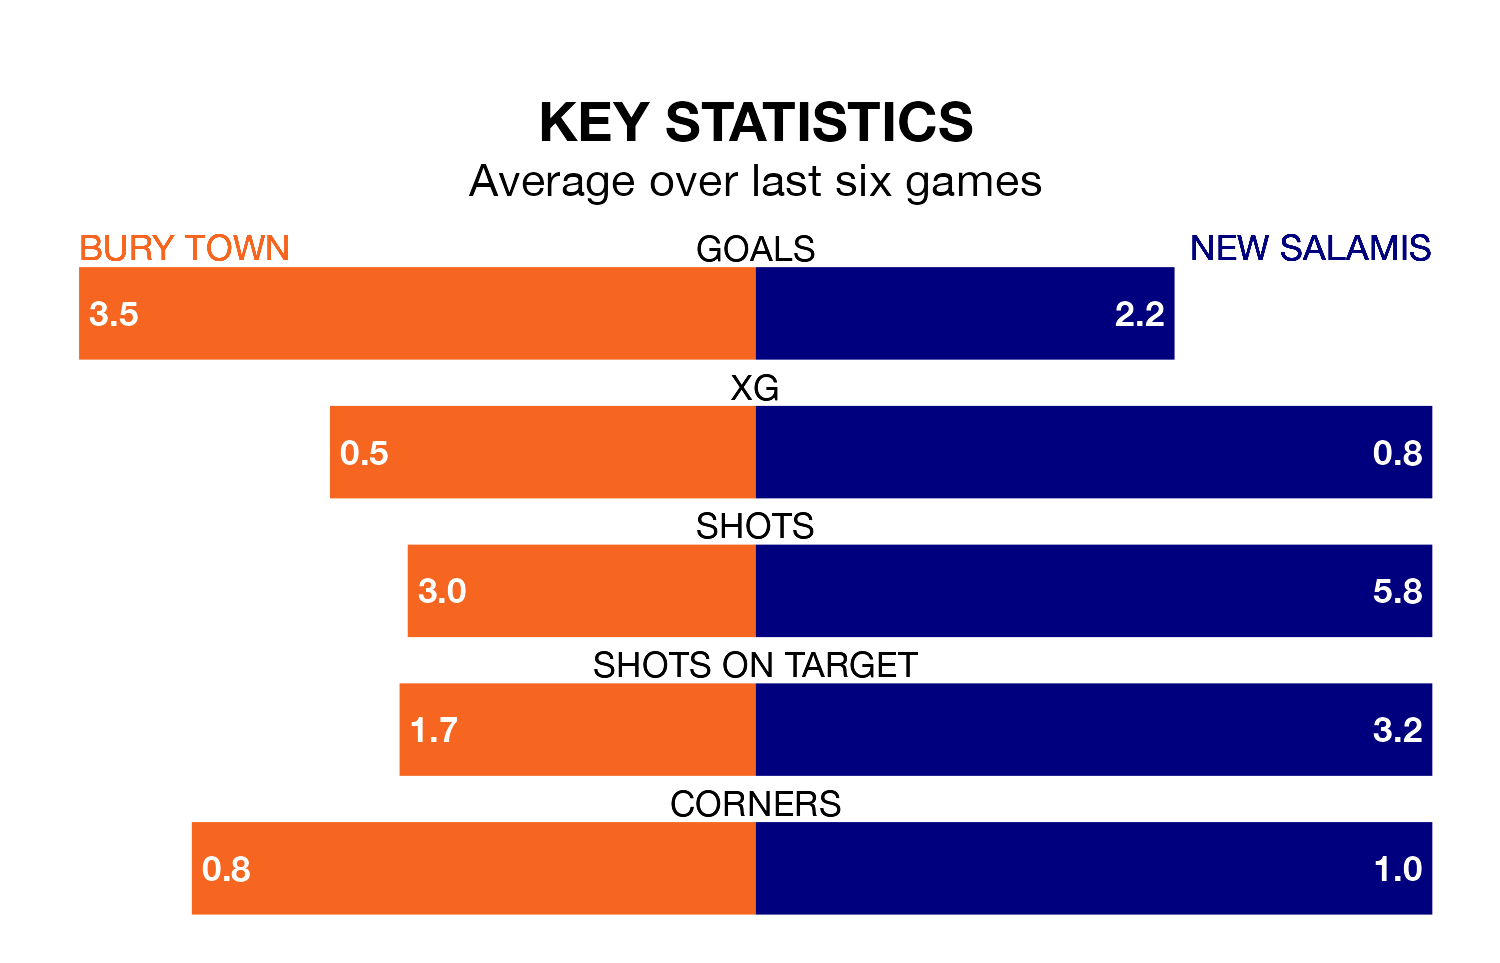 KEY STATISTICS
Average over last six games
BURY TOWN GOALS NEW SALAMIS
3.5 2.2
XG
0.5 0.8
SHOTS
3.0 5.8
SHOTS ON TARGET
1.7 3.2
CORNERS
0.8 1.0